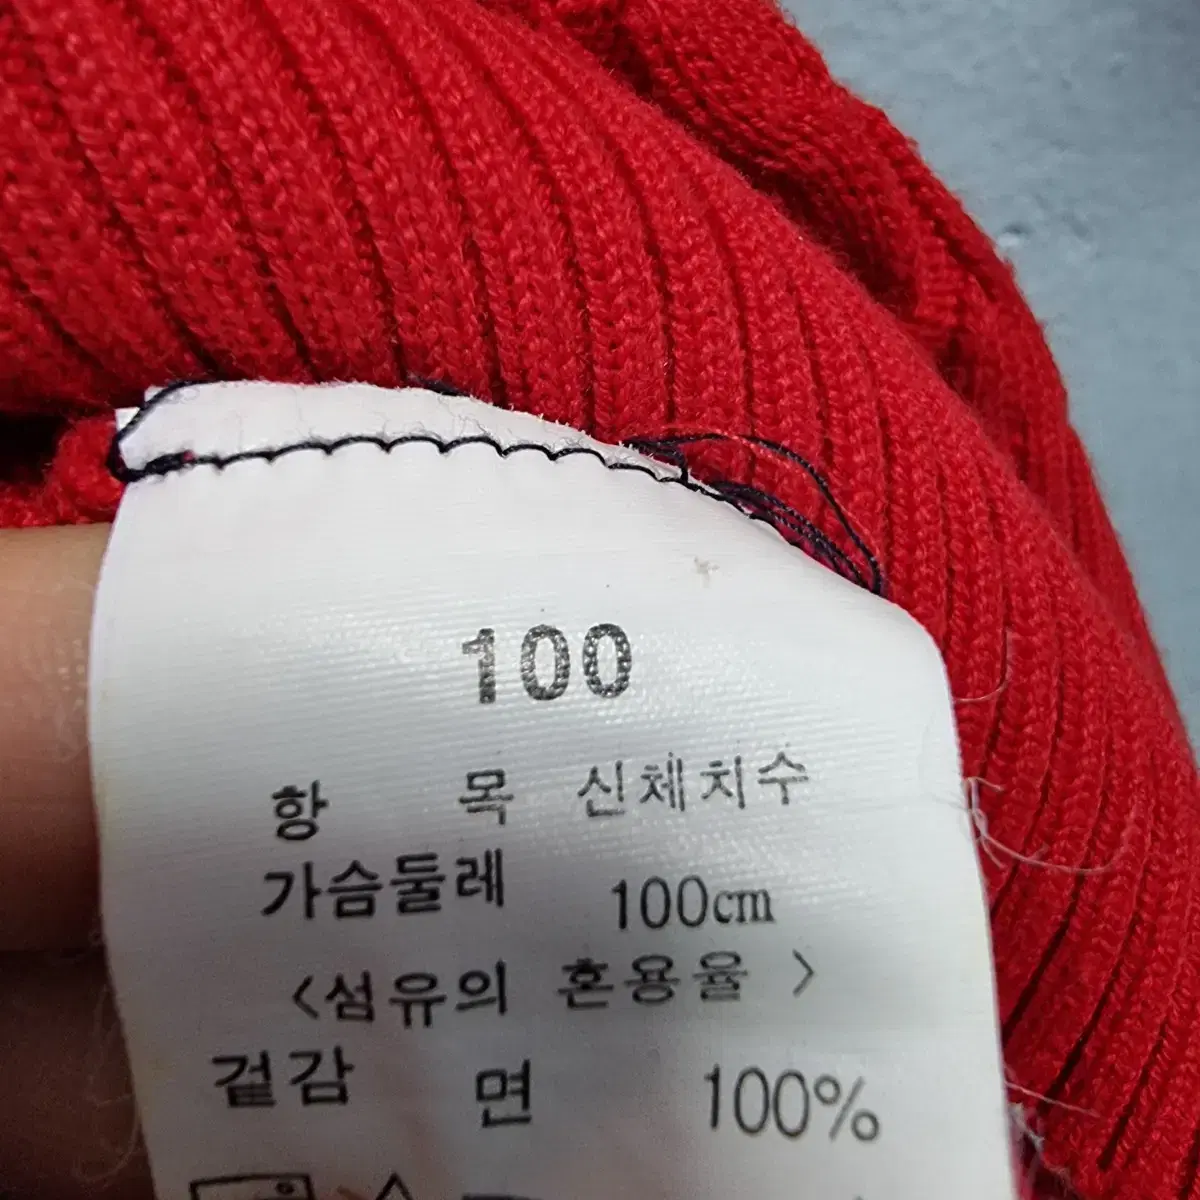 100
항 목 신체치수
가슴둘레 100cm
<섬유의 혼용율 >
겉감 면 100%